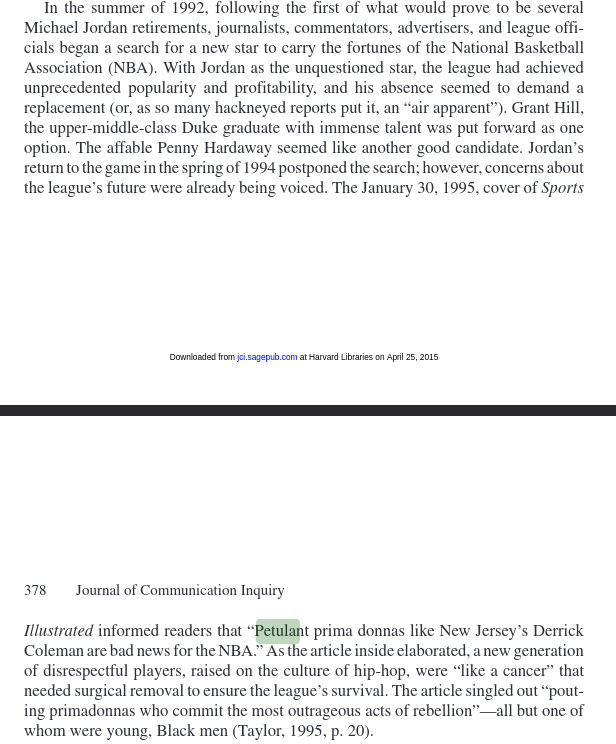 In the summer of 1992, following the first of what would prove to be several
Michael Jordan retirements, journalists, commentators, advertisers, and league offi-
cials began a search for a new star to carry the fortunes of the National Basketball
Association (NBA). With Jordan as the unquestioned star, the league had achieved
unprecedented popularity and profitability, and his absence seemed to demand a
replacement (or, as so many hackneyed reports put it, an “air apparent”). Grant Hill,
the upper-middle-class Duke graduate with immense talent was put forward as one
option. The affable Penny Hardaway seemed like another good candidate. Jordan’s
return to the game in the spring of 1994 postponed the search; however, concerns about
the league’s future were already being voiced. The January 30, 1995, cover of Sports
Downloaded from jci.sagepub.com at Harvard Libraries on April 25, 2015
378 Journal of Communication Inquiry
Illustrated informed readers that “Petulant prima donnas like New Jersey’s Derrick
Coleman are bad news for the NBA.” As the article inside elaborated, a new generation
of disrespectful players, raised on the culture of hip-hop, were “like a cancer” that
needed surgical removal to ensure the league’s survival. The article singled out “pout-
ing primadonnas who commit the most outrageous acts of rebellion”—all but one of
whom were young, Black men (Taylor, 1995, p. 20).